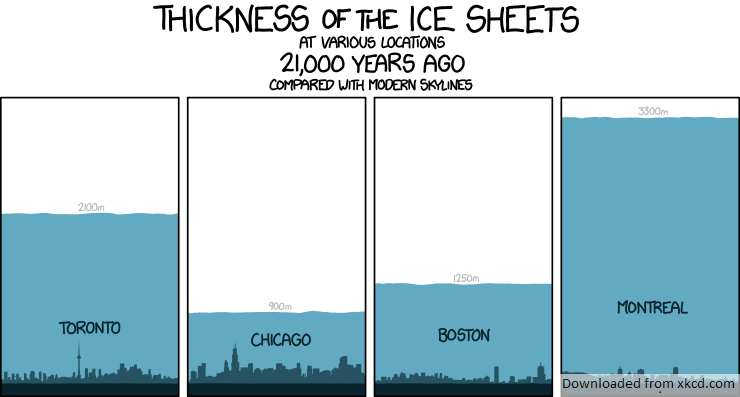 THICKNESS OF THE ICE SHEETS
AT VARIOUS LOCATIONS
21,000 YEARS AGO
COMPARED WITH MODERN SKYLINES
2100m
TORONTO
900m
CHICAGO
1250m
BOSTON
3300m
MONTREAL
Downloaded from xkcd.com